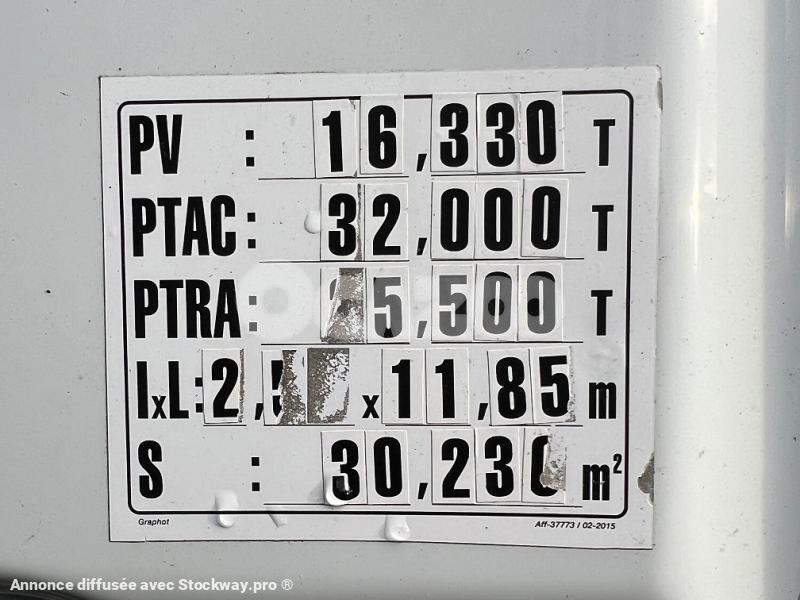 PV : 16,330 T
PTAC : 32,000 T
PTRA : 5,500 T
lxL : 2, x 11,85 m
S : 30,230 m²
Graphot Aff-37773 / 02-2015
Annonce diffusée avec Stockway.pro ®